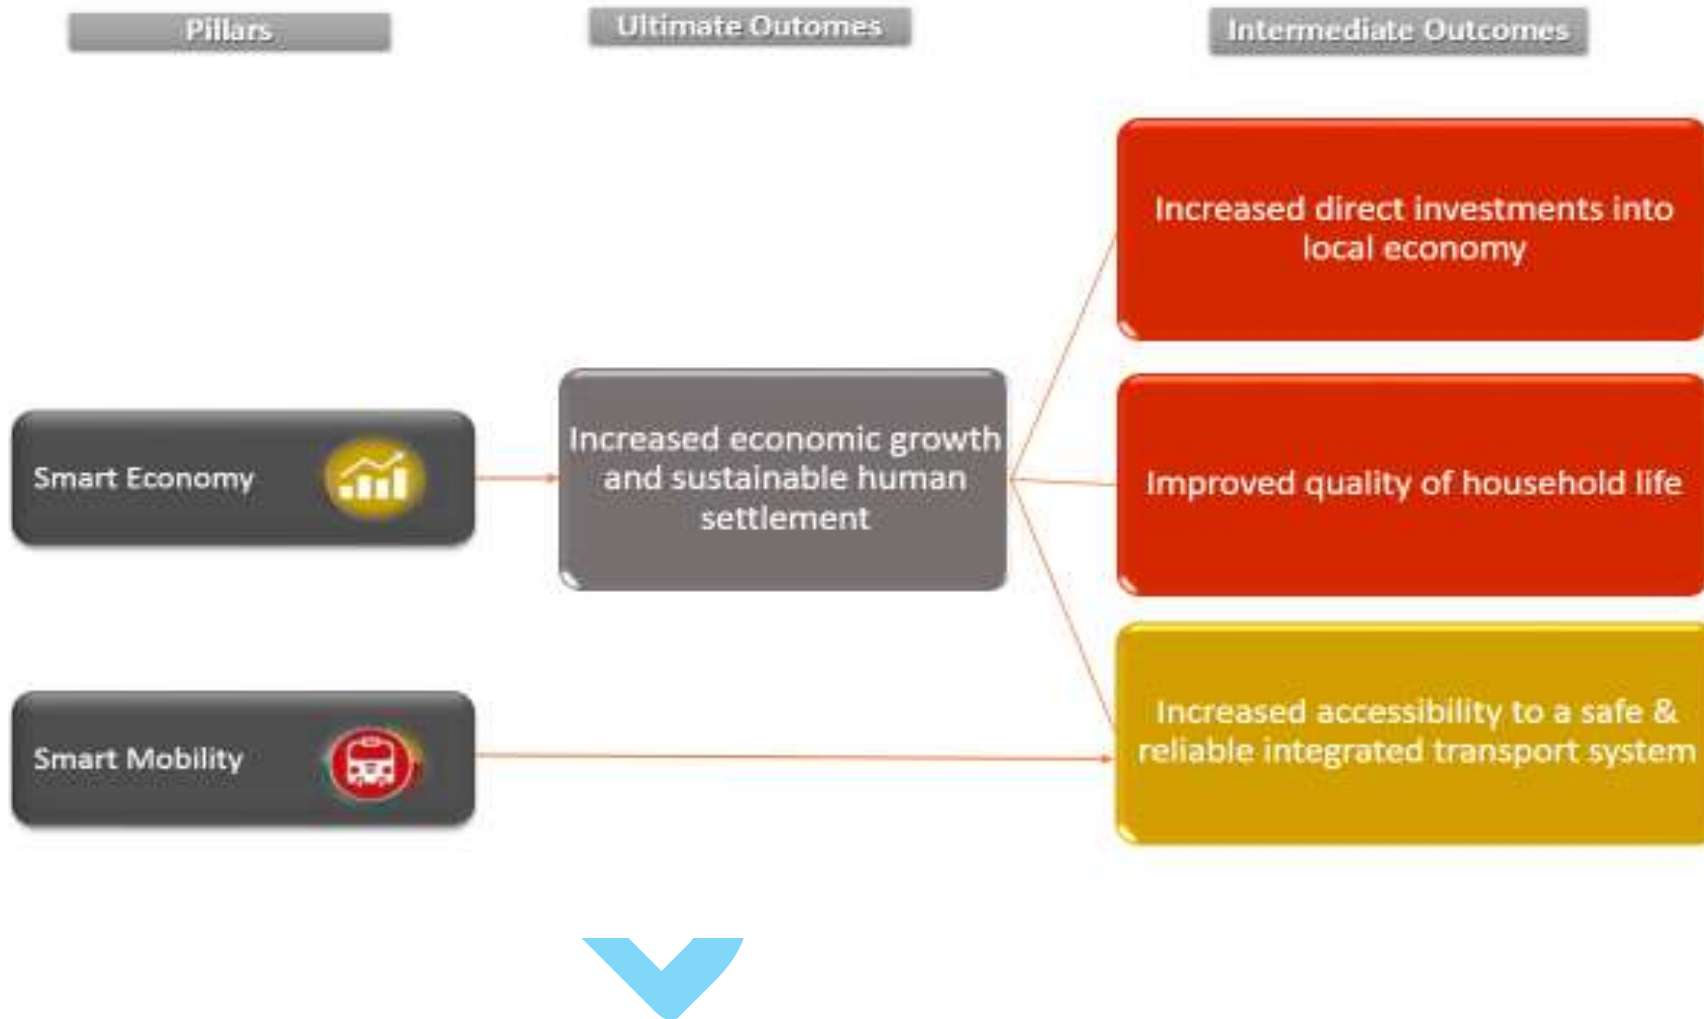 Pillars
Ultimate Outomes
Intermediate Outcomes
Increased direct investments into
local economy
Smart Economy
Increased economic growth
and sustainable human
settlement
Improved quality of household life
Smart Mobility
Increased accessibility to a safe &
reliable integrated transport system